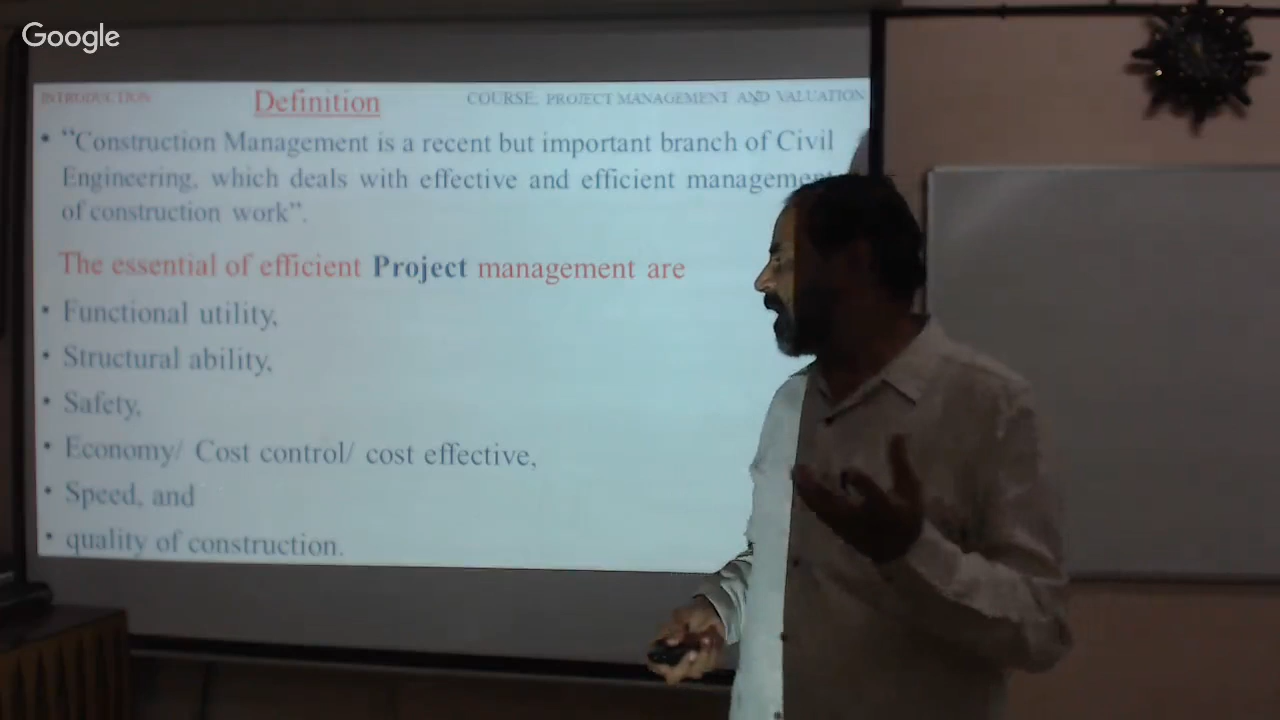 Google
INTRODUCTION Definition COURSE: PROJECT MANAGEMENT AND VALUATION
• “Construction Management is a recent but important branch of Civil
Engineering, which deals with effective and efficient management
of construction work”.
The essential of efficient Project management are
• Functional utility,
• Structural ability,
• Safety,
• Economy/ Cost control/ cost effective,
• Speed, and
• quality of construction.